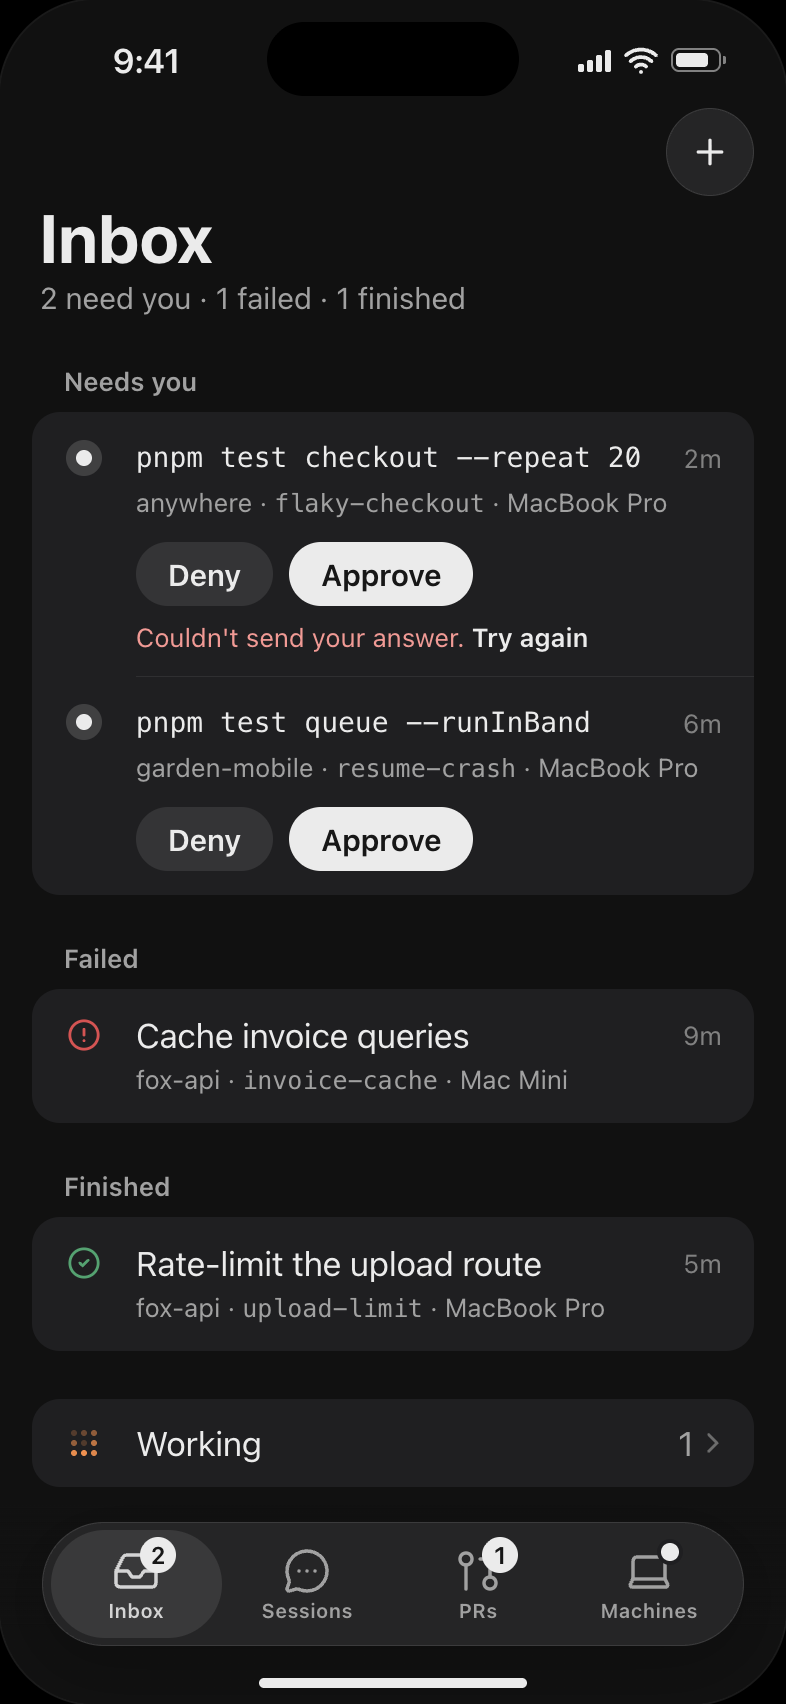 9:41
Inbox
2 need you · 1 failed · 1 finished
Needs you
pnpm test checkout --repeat 20 2m
anywhere · flaky-checkout · MacBook Pro
Deny Approve
Couldn't send your answer. Try again
pnpm test queue --runInBand 6m
garden-mobile · resume-crash · MacBook Pro
Deny Approve
Failed
Cache invoice queries 9m
fox-api · invoice-cache · Mac Mini
Finished
Rate-limit the upload route 5m
fox-api · upload-limit · MacBook Pro
Working 1
2 1
Inbox Sessions PRs Machines